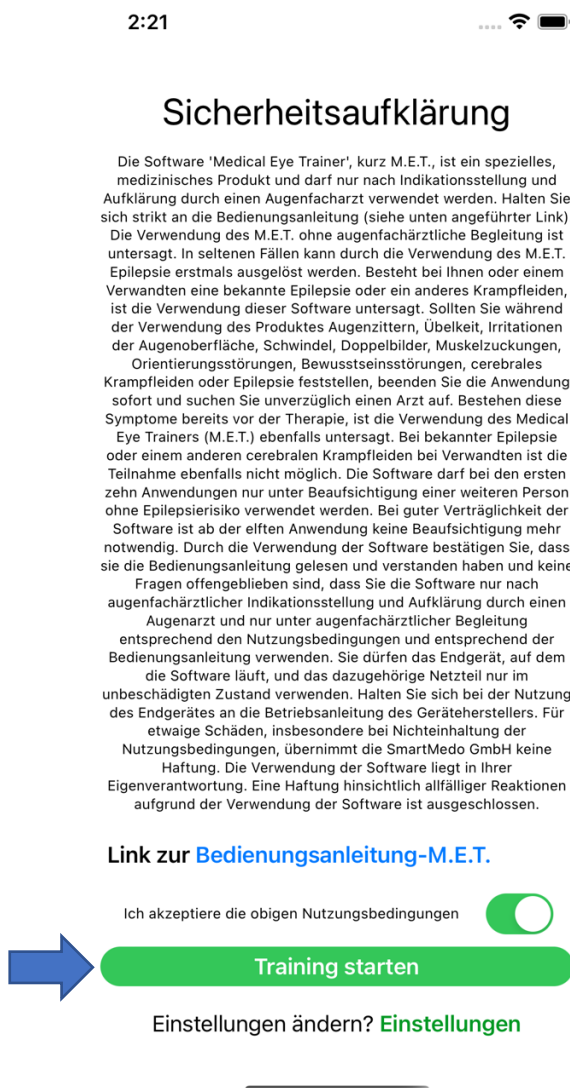 2:21
Sicherheitsaufklärung
Die Software 'Medical Eye Trainer', kurz M.E.T., ist ein spezielles,
medizinisches Produkt und darf nur nach Indikationsstellung und
Aufklärung durch einen Augenfacharzt verwendet werden. Halten Sie
sich strikt an die Bedienungsanleitung (siehe unten angeführter Link)
Die Verwendung des M.E.T. ohne augenfachärztliche Begleitung ist
untersagt. In seltenen Fällen kann durch die Verwendung des M.E.T.
Epilepsie erstmals ausgelöst werden. Besteht bei Ihnen oder einem
Verwandten eine bekannte Epilepsie oder ein anderes Krampfleiden,
ist die Verwendung dieser Software untersagt. Sollten Sie während
der Verwendung des Produktes Augenzittern, Übelkeit, Irritationen
der Augenoberfläche, Schwindel, Doppelbilder, Muskelzuckungen,
Orientierungsstörungen, Bewusstseinsstörungen, cerebrales
Krampfleiden oder Epilepsie feststellen, beenden Sie die Anwendung
sofort und suchen Sie unverzüglich einen Arzt auf. Bestehen diese
Symptome bereits vor der Therapie, ist die Verwendung des Medical
Eye Trainers (M.E.T.) ebenfalls untersagt. Bei bekannter Epilepsie
oder einem anderen cerebralen Krampfleiden bei Verwandten ist die
Teilnahme ebenfalls nicht möglich. Die Software darf bei den ersten
zehn Anwendungen nur unter Beaufsichtigung einer weiteren Person
ohne Epilepsierisiko verwendet werden. Bei guter Verträglichkeit der
Software ist ab der elften Anwendung keine Beaufsichtigung mehr
notwendig. Durch die Verwendung der Software bestätigen Sie, dass
sie die Bedienungsanleitung gelesen und verstanden haben und keine
Fragen offengeblieben sind, dass Sie die Software nur nach
augenfachärztlicher Indikationsstellung und Aufklärung durch einen
Augenarzt und nur unter augenfachärztlicher Begleitung
entsprechend den Nutzungsbedingungen und entsprechend der
Bedienungsanleitung verwenden. Sie dürfen das Endgerät, auf dem
die Software läuft, und das dazugehörige Netzteil nur im
unbeschädigten Zustand verwenden. Halten Sie sich bei der Nutzung
des Endgerätes an die Betriebsanleitung des Geräteherstellers. Für
etwaige Schäden, insbesondere bei Nichteinhaltung der
Nutzungsbedingungen, übernimmt die SmartMedo GmbH keine
Haftung. Die Verwendung der Software liegt in Ihrer
Eigenverantwortung. Eine Haftung hinsichtlich allfälliger Reaktionen
aufgrund der Verwendung der Software ist ausgeschlossen.
Link zur Bedienungsanleitung-M.E.T.
Ich akzeptiere die obigen Nutzungsbedingungen
Training starten
Einstellungen ändern? Einstellungen